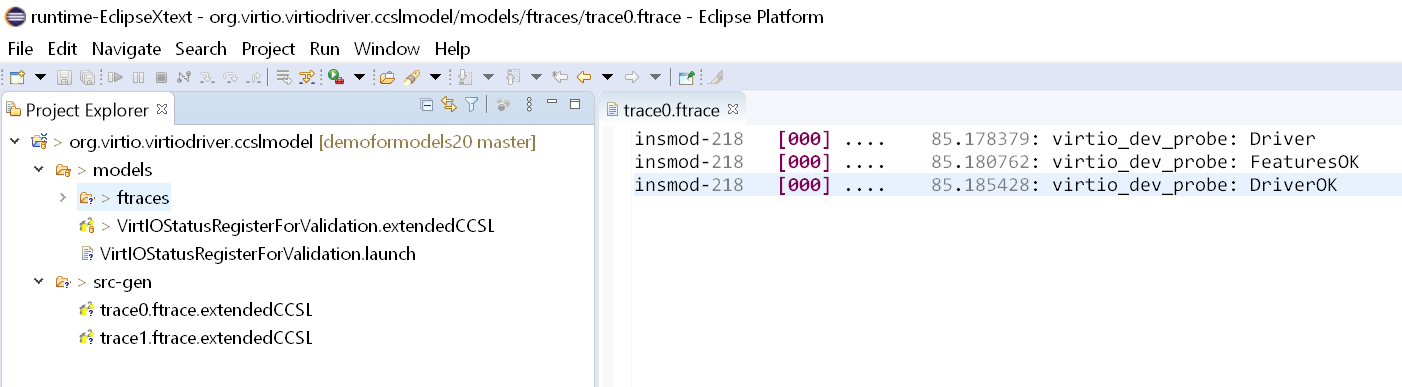 runtime-EclipseXtext - org.virtio.virtiodriver.ccslmodel/models/ftraces/trace0.ftrace - Eclipse Platform
File Edit Navigate Search Project Run Window Help
Project Explorer
> org.virtio.virtiodriver.ccslmodel [demoformodels20 master]
> models
> ftraces
> VirtIOStatusRegisterForValidation.extendedCCSL
VirtIOStatusRegisterForValidation.launch
> src-gen
trace0.ftrace.extendedCCSL
trace1.ftrace.extendedCCSL
trace0.ftrace
insmod-218 [000] .... 85.178379: virtio_dev_probe: Driver
insmod-218 [000] .... 85.180762: virtio_dev_probe: FeaturesOK
insmod-218 [000] .... 85.185428: virtio_dev_probe: DriverOK